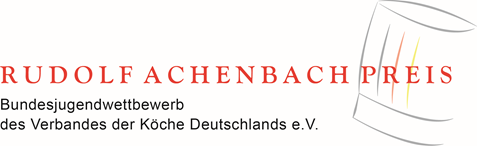 RUDOLF ACHENBACH PREIS
Bundesjugendwettbewerb
des Verbandes der Köche Deutschlands e.V.